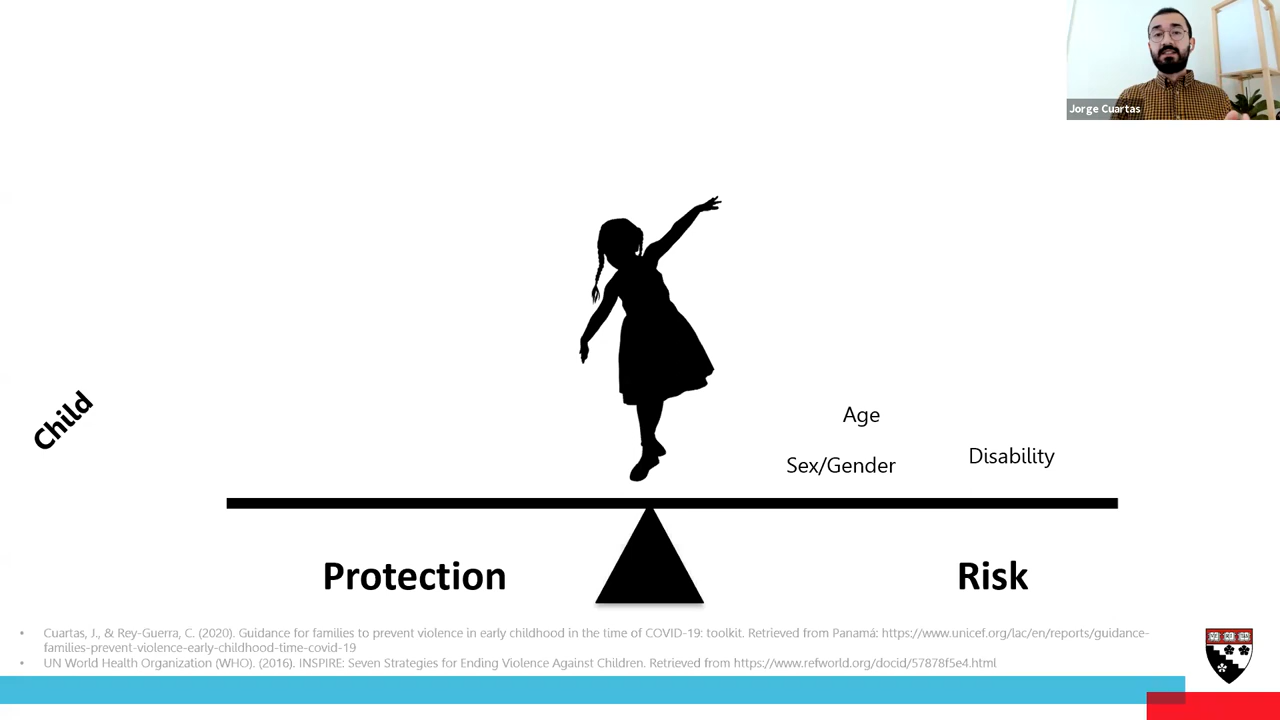 Jorge Cuartas
Child
Age
Sex/Gender
Disability
Protection
Risk
• Cuartas, J., & Rey-Guerra, C. (2020). Guidance for families to prevent violence in early childhood in the time of COVID-19: toolkit. Retrieved from Panamá: https://www.unicef.org/lac/en/reports/guidance-
families-prevent-violence-early-childhood-time-covid-19
• UN World Health Organization (WHO). (2016). INSPIRE: Seven Strategies for Ending Violence Against Children. Retrieved from https://www.refworld.org/docid/57878f5e4.html